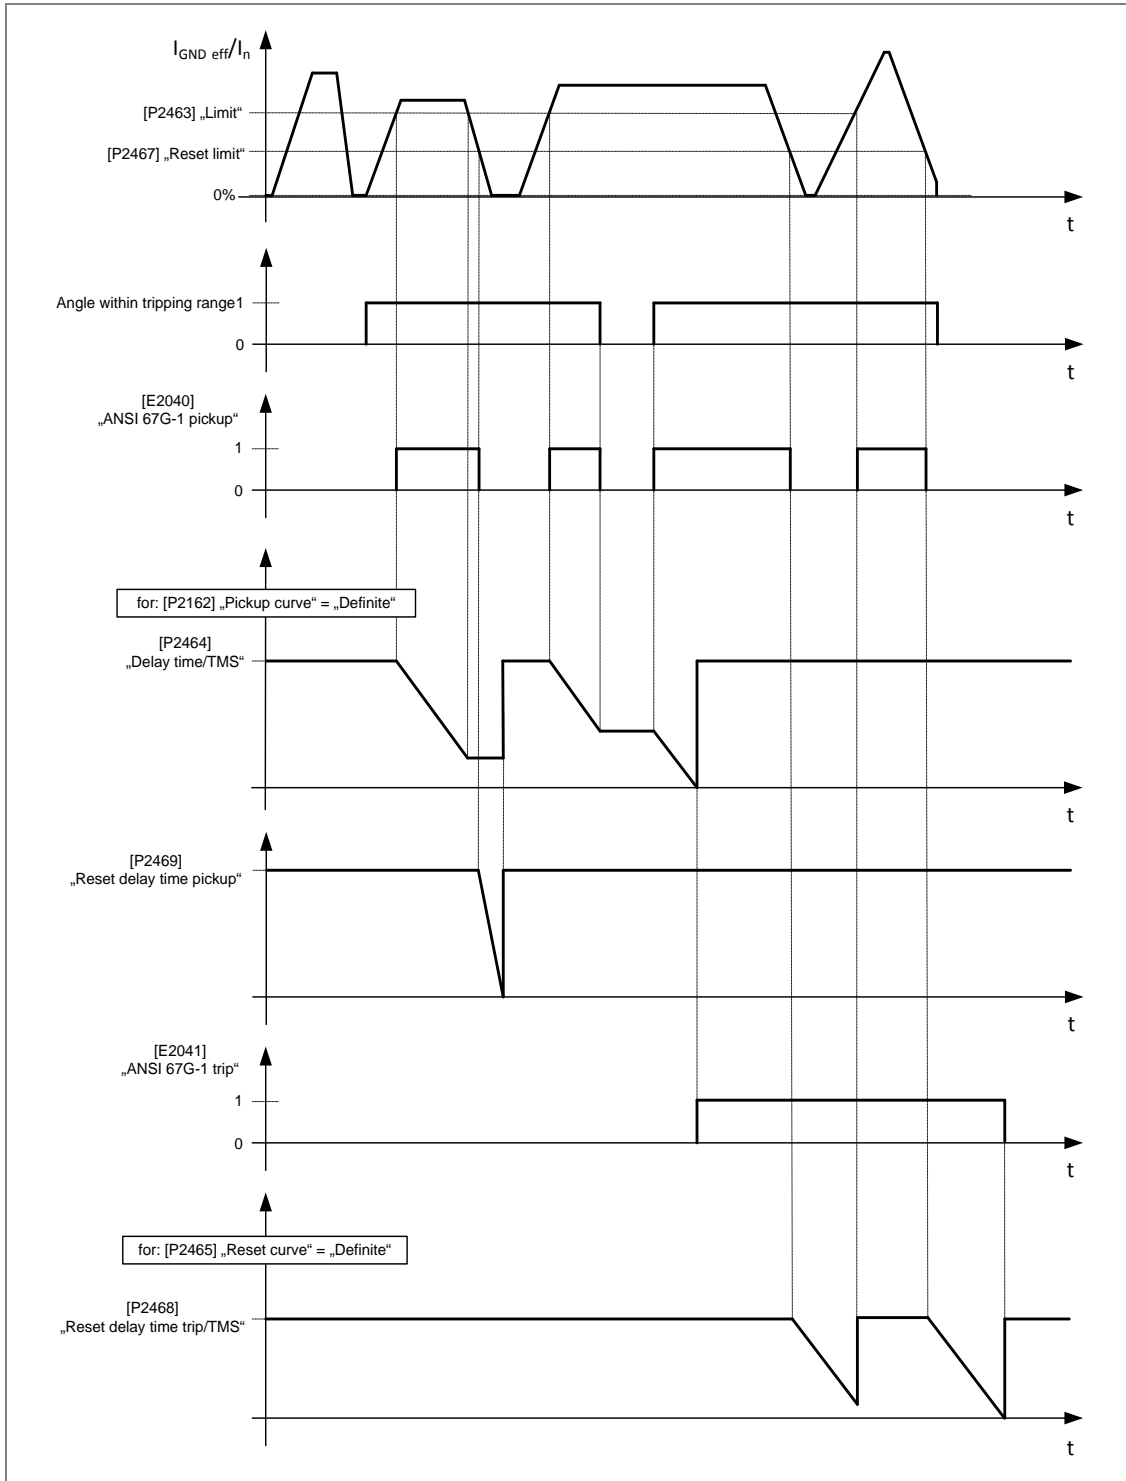 I GND eff/In
[P2463] „Limit“
[P2467] „Reset limit“
0%
t
Angle within tripping range1
0
t
[E2040]
„ANSI 67G-1 pickup“
1
0
t
for: [P2162] „Pickup curve“ = „Definite“
[P2464]
„Delay time/TMS“
t
[P2469]
„Reset delay time pickup“
t
[E2041]
„ANSI 67G-1 trip“
1
0
t
for: [P2465] „Reset curve“ = „Definite“
[P2468]
„Reset delay time trip/TMS“
t